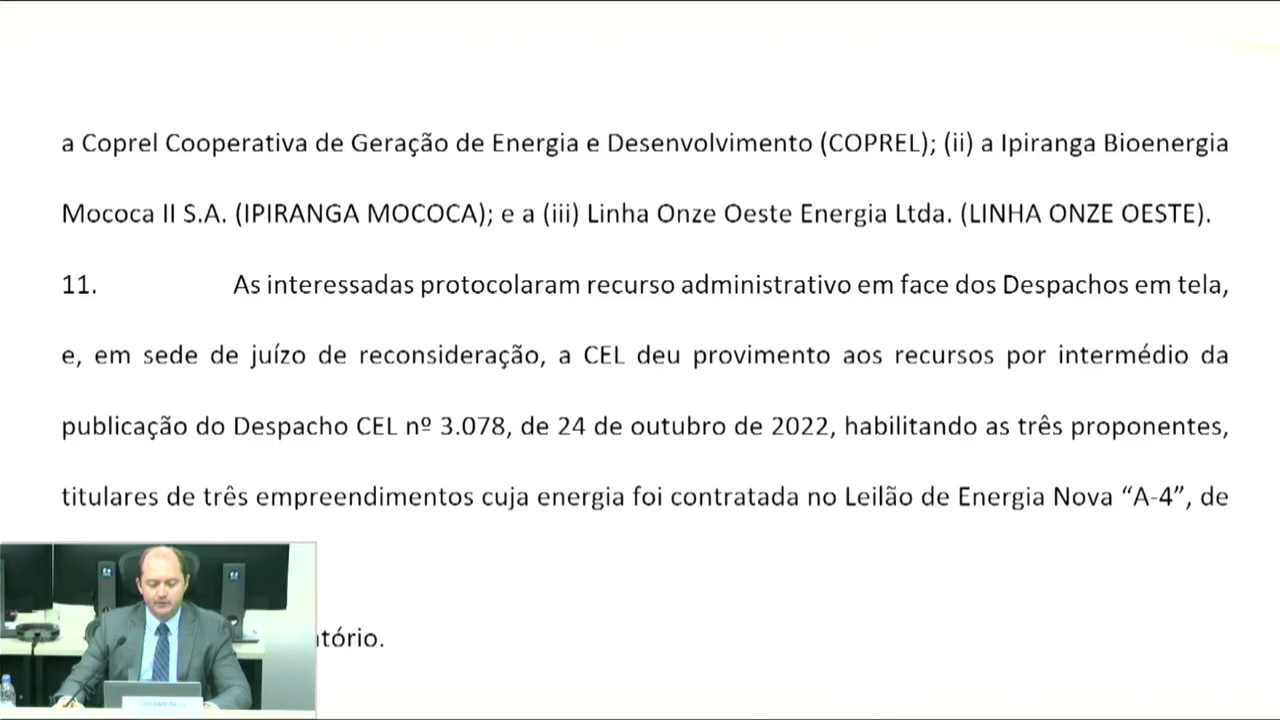 a Coprel Cooperativa de Geração de Energia e Desenvolvimento (COPREL); (ii) a Ipiranga Bioenergia
Mococa II S.A. (IPIRANGA MOCOCA); e a (iii) Linha Onze Oeste Energia Ltda. (LINHA ONZE OESTE).
11. As interessadas protocolaram recurso administrativo em face dos Despachos em tela,
e, em sede de juízo de reconsideração, a CEL deu provimento aos recursos por intermédio da
publicação do Despacho CEL nº 3.078, de 24 de outubro de 2022, habilitando as três proponentes,
titulares de três empreendimentos cuja energia foi contratada no Leilão de Energia Nova “A-4”, de
tório.